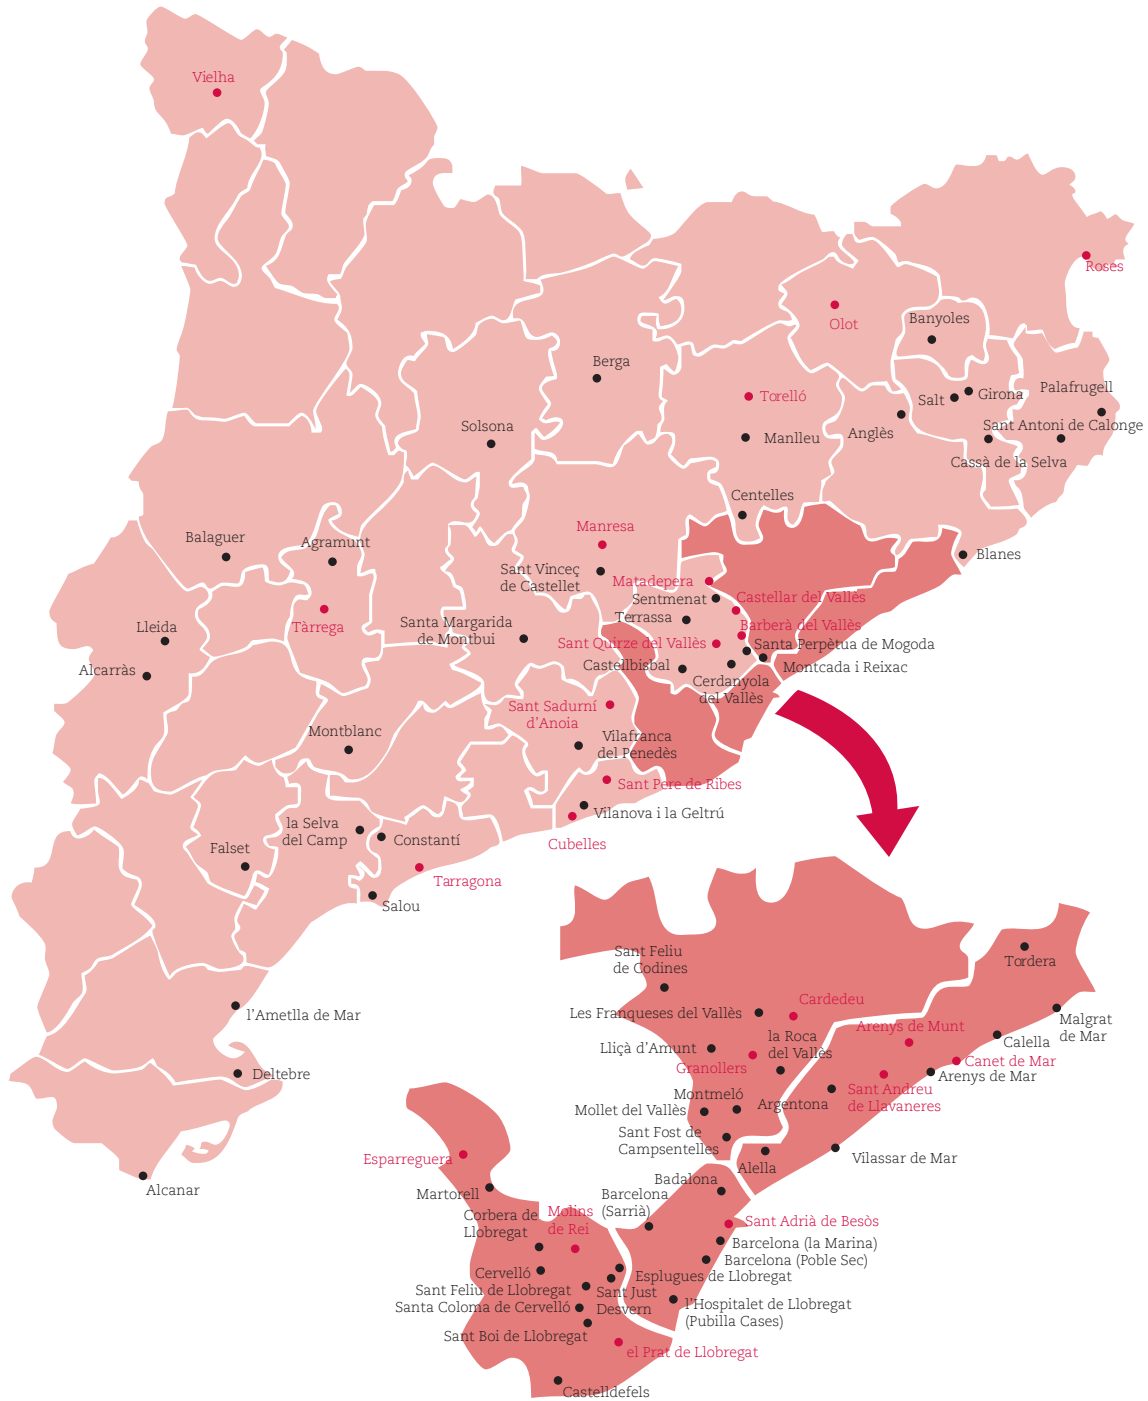 Vielha
Roses
Olot
Banyoles
Berga
Torelló
Salt
Girona
Palafrugell
Solsona
Manlleu
Anglès
Sant Antoni de Calonge
Cassà de la Selva
Centelles
Manresa
Balaguer
Agramunt
Blanes
Sant Vinceç
de Castellet
Matadepera
Sentmenat
Castellar del Vallès
Lleida
Tàrrega
Santa Margarida
de Montbui
Terrassa
Barberà del Vallès
Sant Quirze del Vallès
Santa Perpètua de Mogoda
Alcarràs
Castellbisbal
Montcada i Reixac
Cerdanyola
del Vallès
Sant Sadurní
d'Anoia
Montblanc
Vilafranca
del Penedès
Sant Pere de Ribes
Vilanova i la Geltrú
la Selva
del Camp
Constantí
Cubelles
Falset
Tarragona
Salou
l'Ametlla de Mar
Deltebre
Alcanar
Sant Feliu
de Codines
Tordera
Cardedeu
Les Franqueses del Vallès
Malgrat
de Mar
Arenys de Munt
la Roca
del Vallès
Calella
Lliçà d'Amunt
Granollers
Canet de Mar
Arenys de Mar
Sant Andreu
de Llavaneres
Montmeló
Argentona
Mollet del Vallès
Sant Fost de
Campsentelles
Vilassar de Mar
Alella
Esparreguera
Badalona
Martorell
Barcelona
(Sarrià)
Molins
de Rei
Corbera de
Llobregat
Sant Adrià de Besòs
Barcelona (la Marina)
Barcelona (Poble Sec)
Cervelló
Esplugues de Llobregat
Sant Feliu de Llobregat
Sant Just
Desvern
Santa Coloma de Cervelló
l'Hospitalet de Llobregat
(Pubilla Cases)
Sant Boi de Llobregat
el Prat de Llobregat
Castelldefels